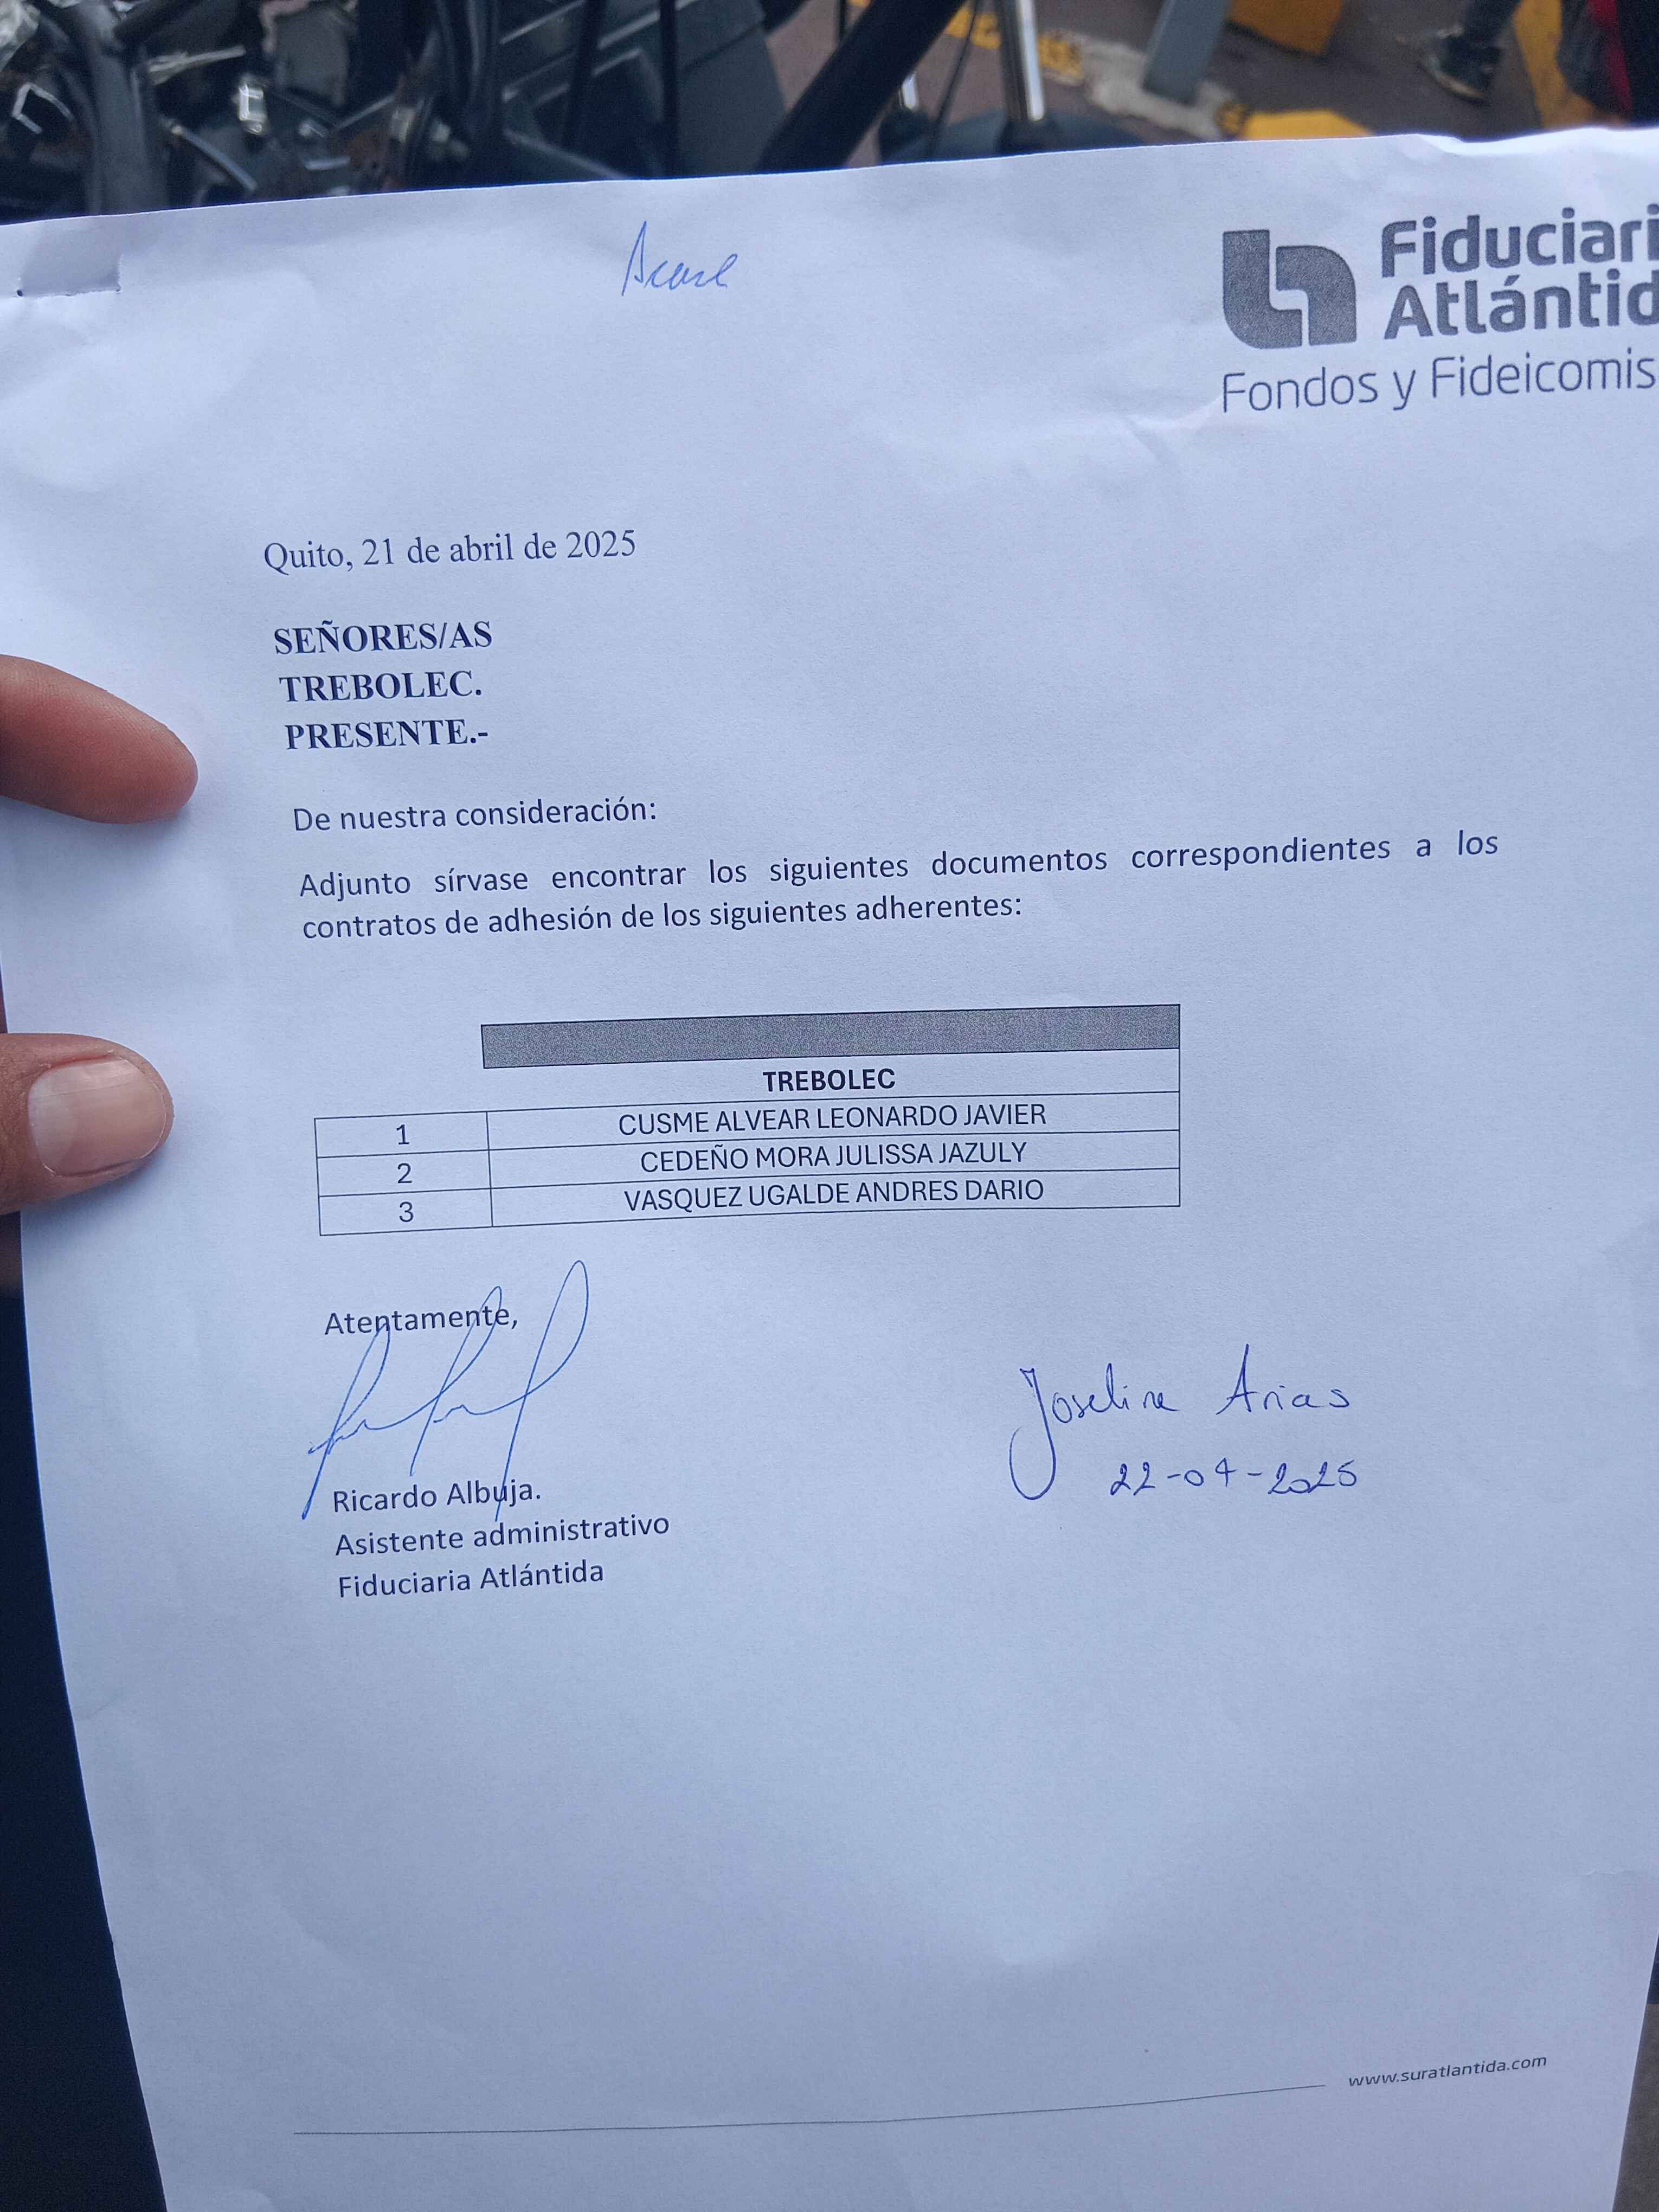 Fiduciari
Atlántid
Fondos y Fideicomis
Quito, 21 de abril de 2025
SEÑORES/AS
TREBOLEC.
PRESENTE.-
De nuestra consideración:
Adjunto sírvase encontrar los siguientes documentos correspondientes a los
contratos de adhesión de los siguientes adherentes:
TREBOLEC
1 CUSME ALVEAR LEONARDO JAVIER
2 CEDEÑO MORA JULISSA JAZULY
3 VASQUEZ UGALDE ANDRES DARIO
Atentamente,
Ricardo Albuja.
Asistente administrativo
Fiduciaria Atlántida
Joseline Arias
22-04-2025
www.suratlantida.com